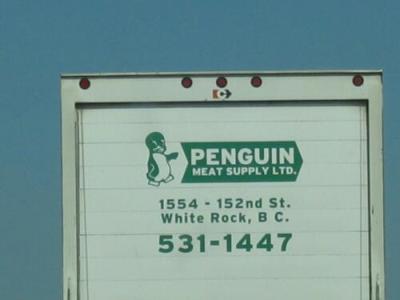 PENGUIN
MEAT SUPPLY LTD.
1554 - 152nd St.
White Rock, B C.
531-1447